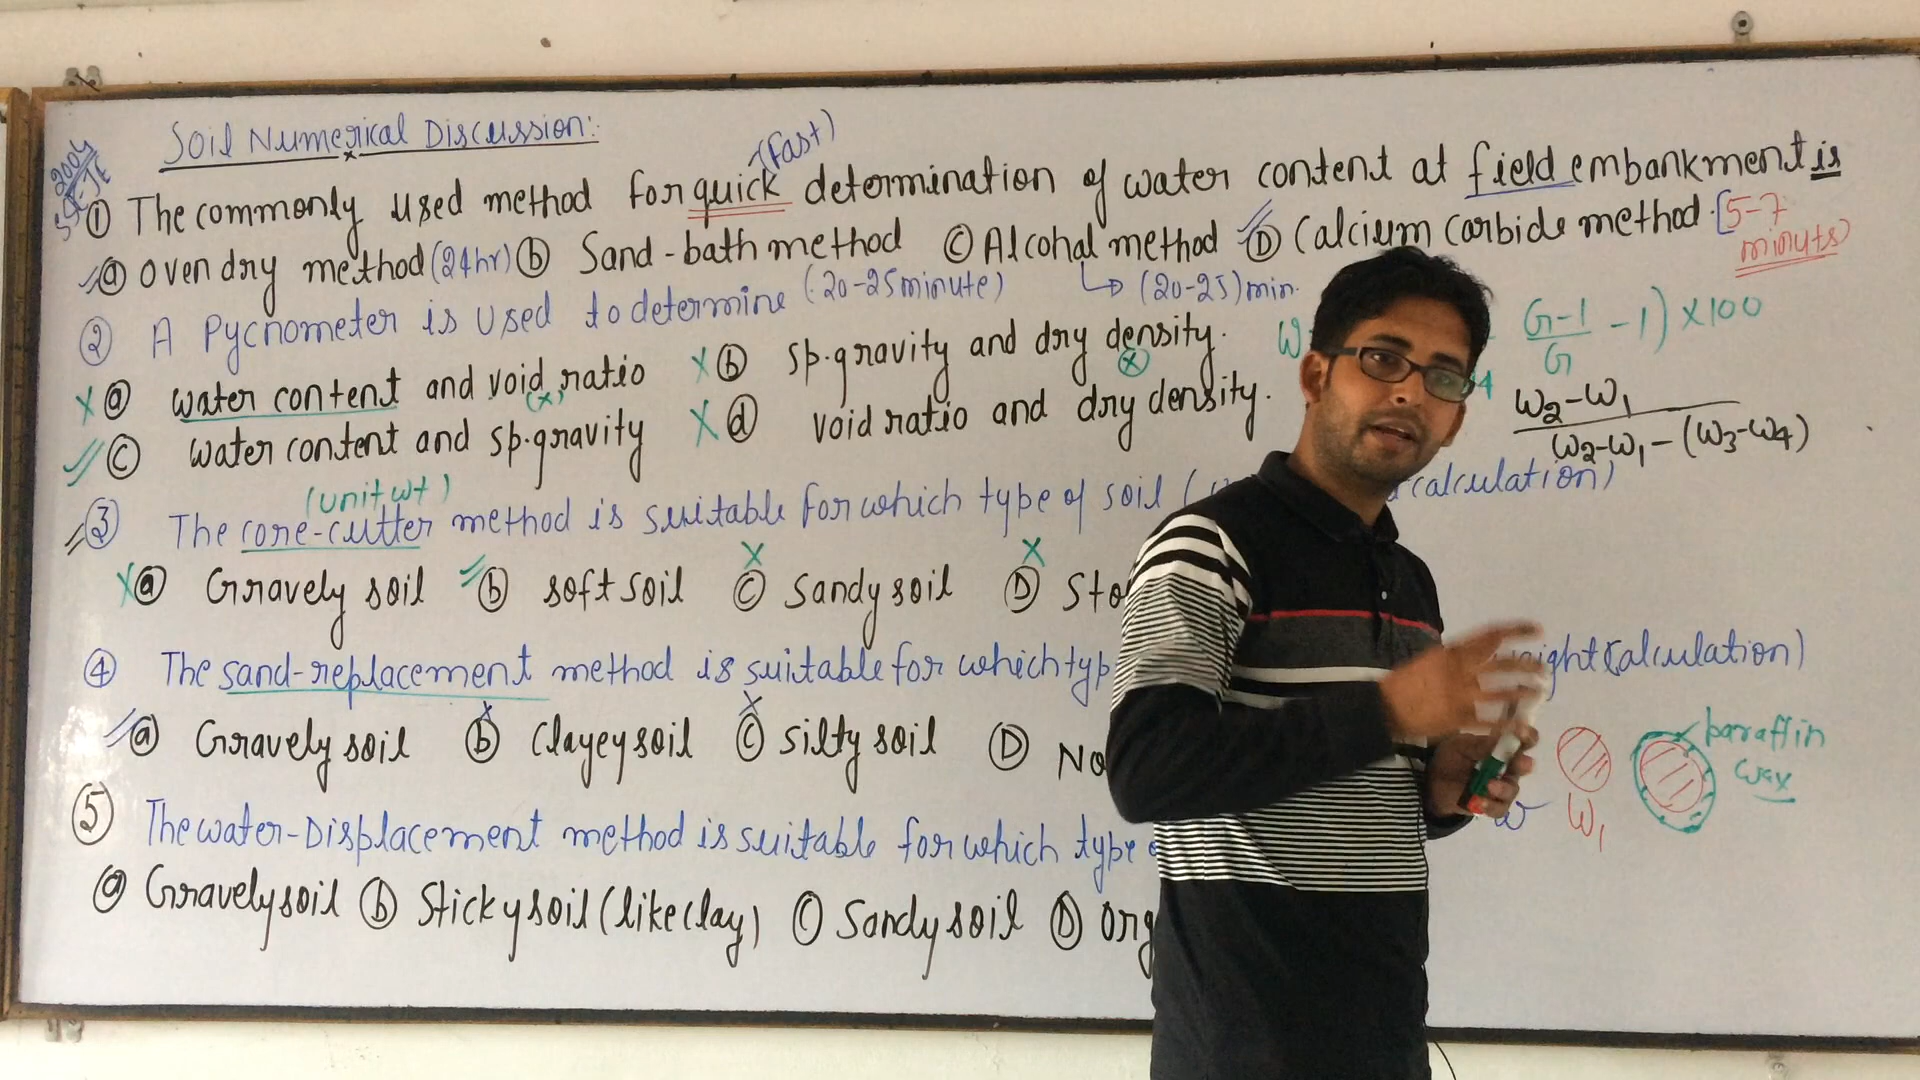 Soil Numerical Discussion:
2004
SSC-JE
(Fast)
① The commonly used method for quick determination of water content at field embankment is
ⓐ oven dry method (24hr) ⓑ Sand-bath method ⓒ Alcohal method Ⓓ Calcium Carbide method. [5-7
minuts)
(20-25 minute)
(20-25) min.
② A Pycnometer is used to determine
ⓐ water content and void ratio ⓑ sp.gravity and dry density.
(x)
ⓒ water content and sp.gravity ⓓ void ratio and dry density.
G-1
G
-1) ×100
W2-W1
W2-W1-(W3-W4)
(unit wt)
③ The core-cutter method is suitable for which type of soil (
calculation)
ⓐ Gravely soil ⓑ soft soil ⓒ Sandy soil Ⓓ
④ The sand-replacement method is suitable for which
calculation)
ⓐ Gravely soil ⓑ Clayey soil ⓒ Silty soil Ⓓ
paraffin
wax
W
W1
⑤ The water-Displacement method is suitable for which type
ⓐ Gravely soil ⓑ Sticky soil (like clay) ⓒ Sandy soil Ⓓ